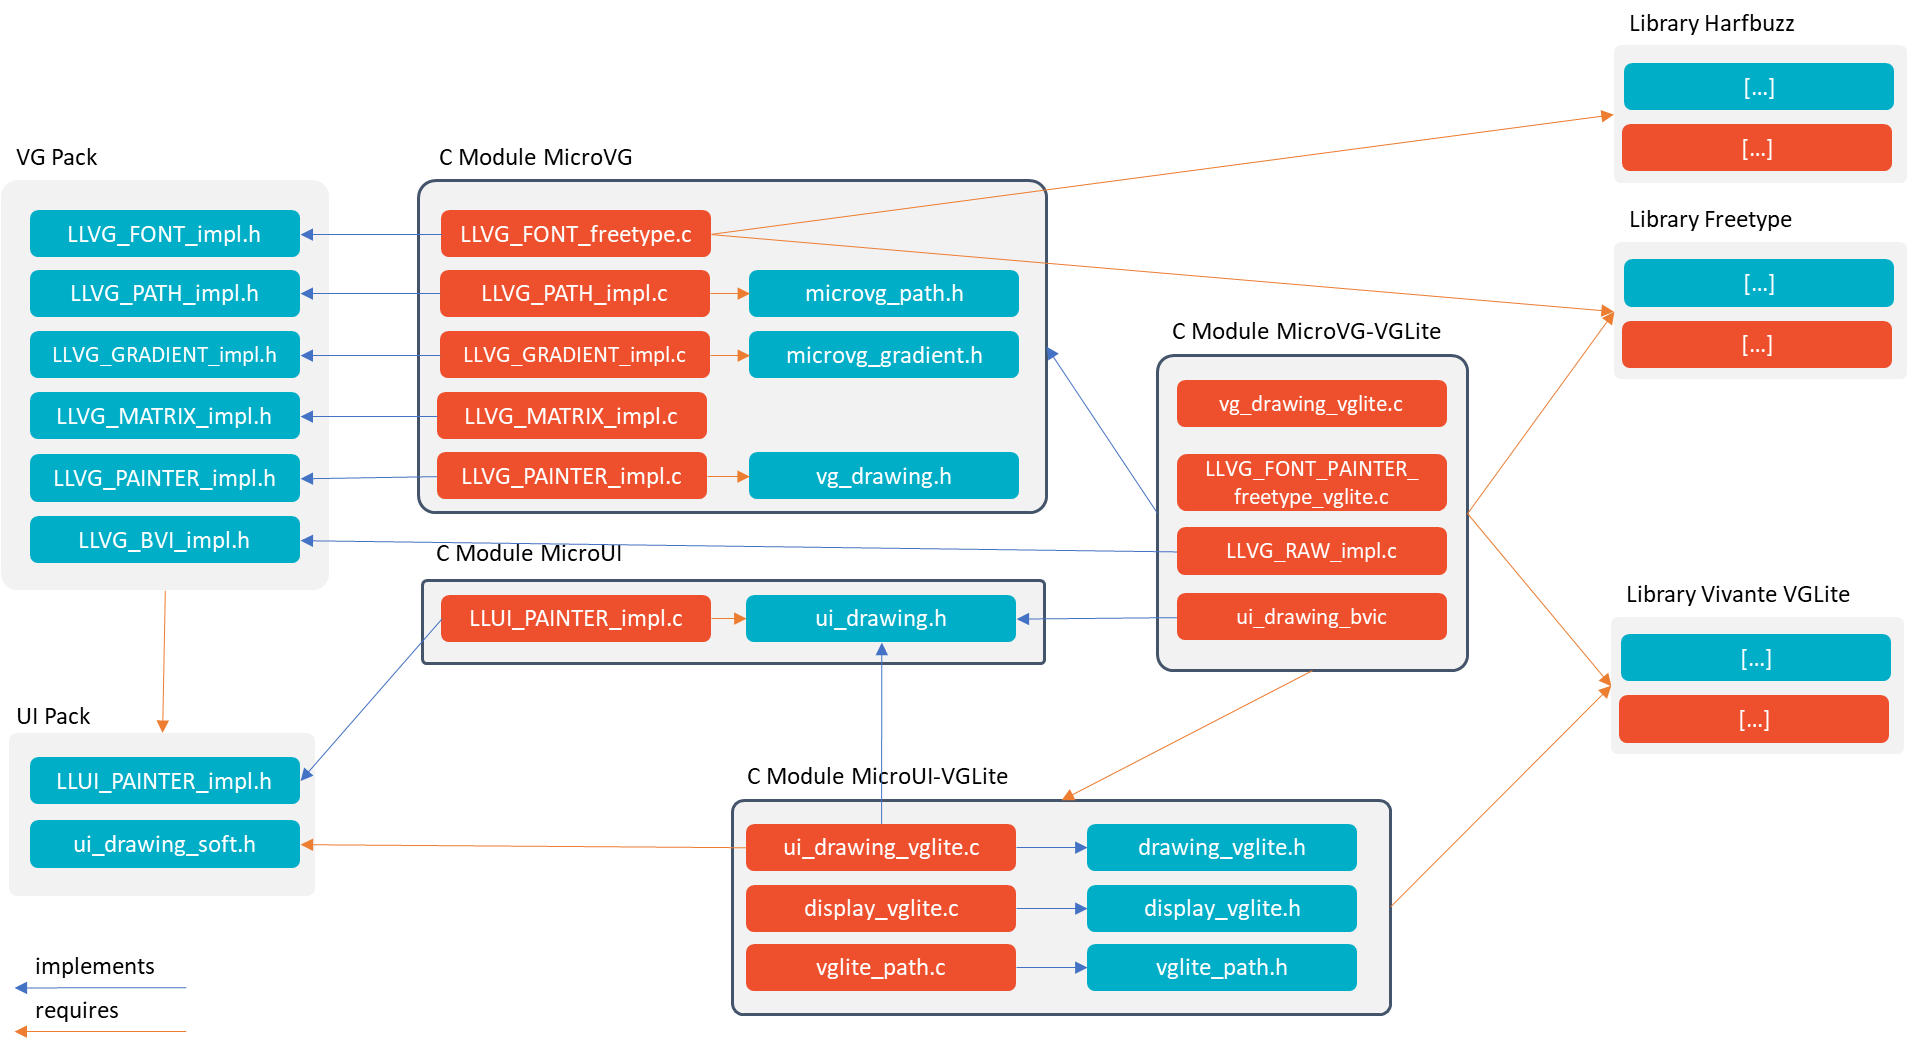 Library Harfbuzz
[...]
[...]
VG Pack
LLVG_FONT_impl.h
LLVG_PATH_impl.h
LLVG_GRADIENT_impl.h
LLVG_MATRIX_impl.h
LLVG_PAINTER_impl.h
LLVG_BVI_impl.h
C Module MicroVG
LLVG_FONT_freetype.c
LLVG_PATH_impl.c
microvg_path.h
LLVG_GRADIENT_impl.c
microvg_gradient.h
LLVG_MATRIX_impl.c
LLVG_PAINTER_impl.c
vg_drawing.h
Library Freetype
[...]
[...]
C Module MicroVG-VGLite
vg_drawing_vglite.c
LLVG_FONT_PAINTER_
freetype_vglite.c
LLVG_RAW_impl.c
ui_drawing_bvic
C Module MicroUI
LLUI_PAINTER_impl.c
ui_drawing.h
Library Vivante VGLite
[...]
[...]
UI Pack
LLUI_PAINTER_impl.h
ui_drawing_soft.h
C Module MicroUI-VGLite
ui_drawing_vglite.c
drawing_vglite.h
display_vglite.c
display_vglite.h
vglite_path.c
vglite_path.h
implements
requires